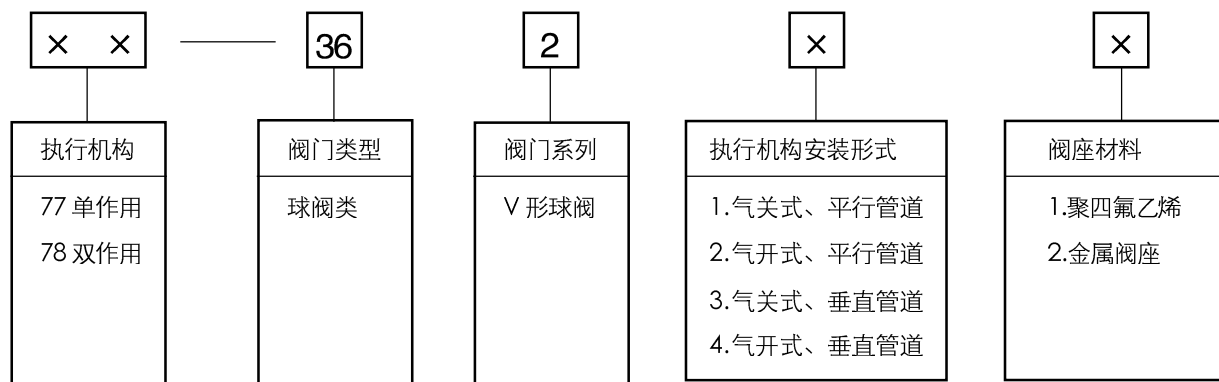 × × — 36 2 × ×
执行机构
77 单作用
78 双作用
阀门类型
球阀类
阀门系列
V 形球阀
执行机构安装形式
1.气关式、平行管道
2.气开式、平行管道
3.气关式、垂直管道
4.气开式、垂直管道
阀座材料
1.聚四氟乙烯
2.金属阀座